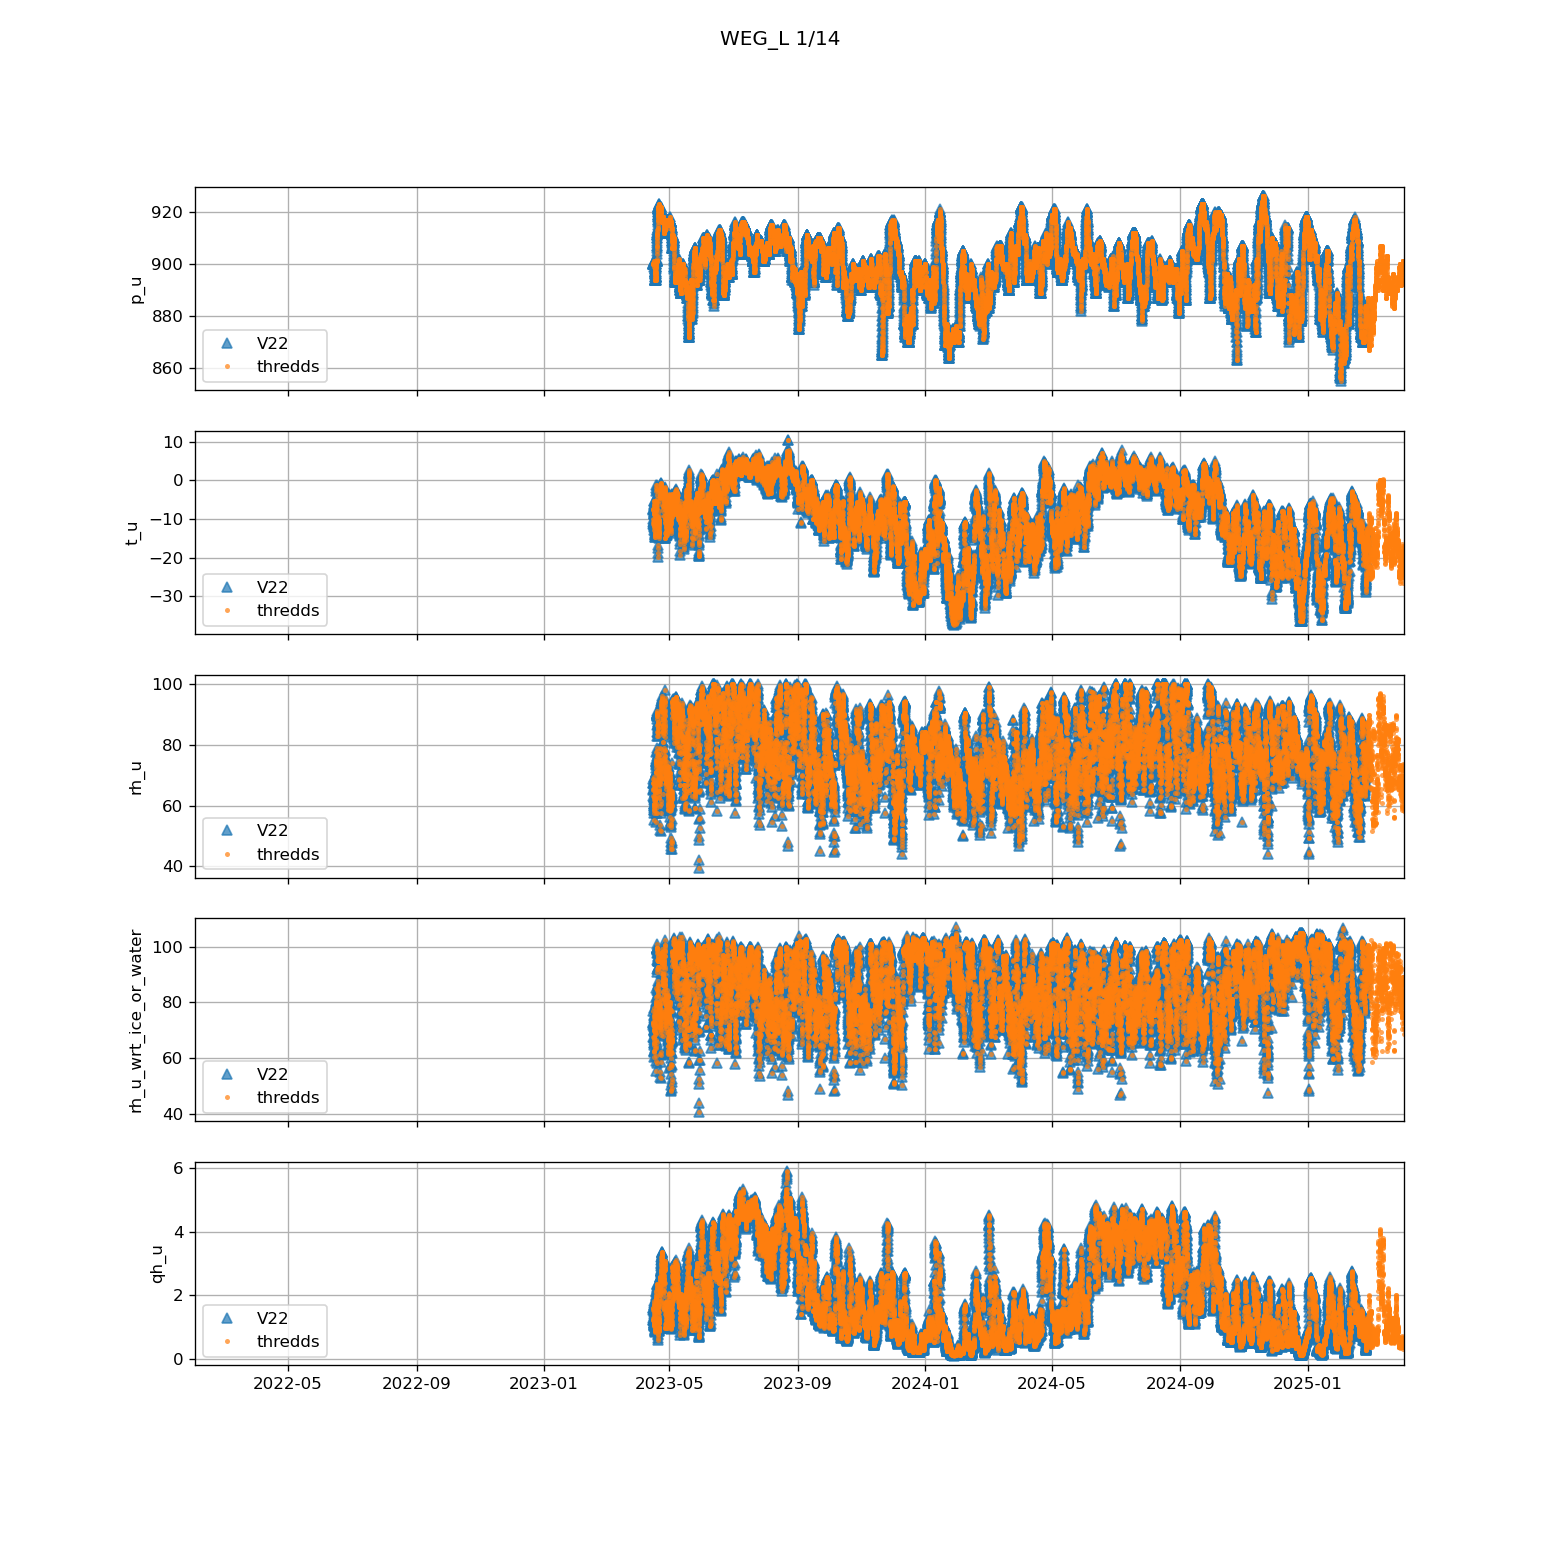 WEG_L 1/14
920
900
880
860
p_u
V22
thredds
10
0
−10
−20
−30
t_u
V22
thredds
100
80
60
40
rh_u
V22
thredds
100
80
60
40
rh_u_wrt_ice_or_water
V22
thredds
6
4
2
0
qh_u
V22
thredds
2022-05 2022-09 2023-01 2023-05 2023-09 2024-01 2024-05 2024-09 2025-01